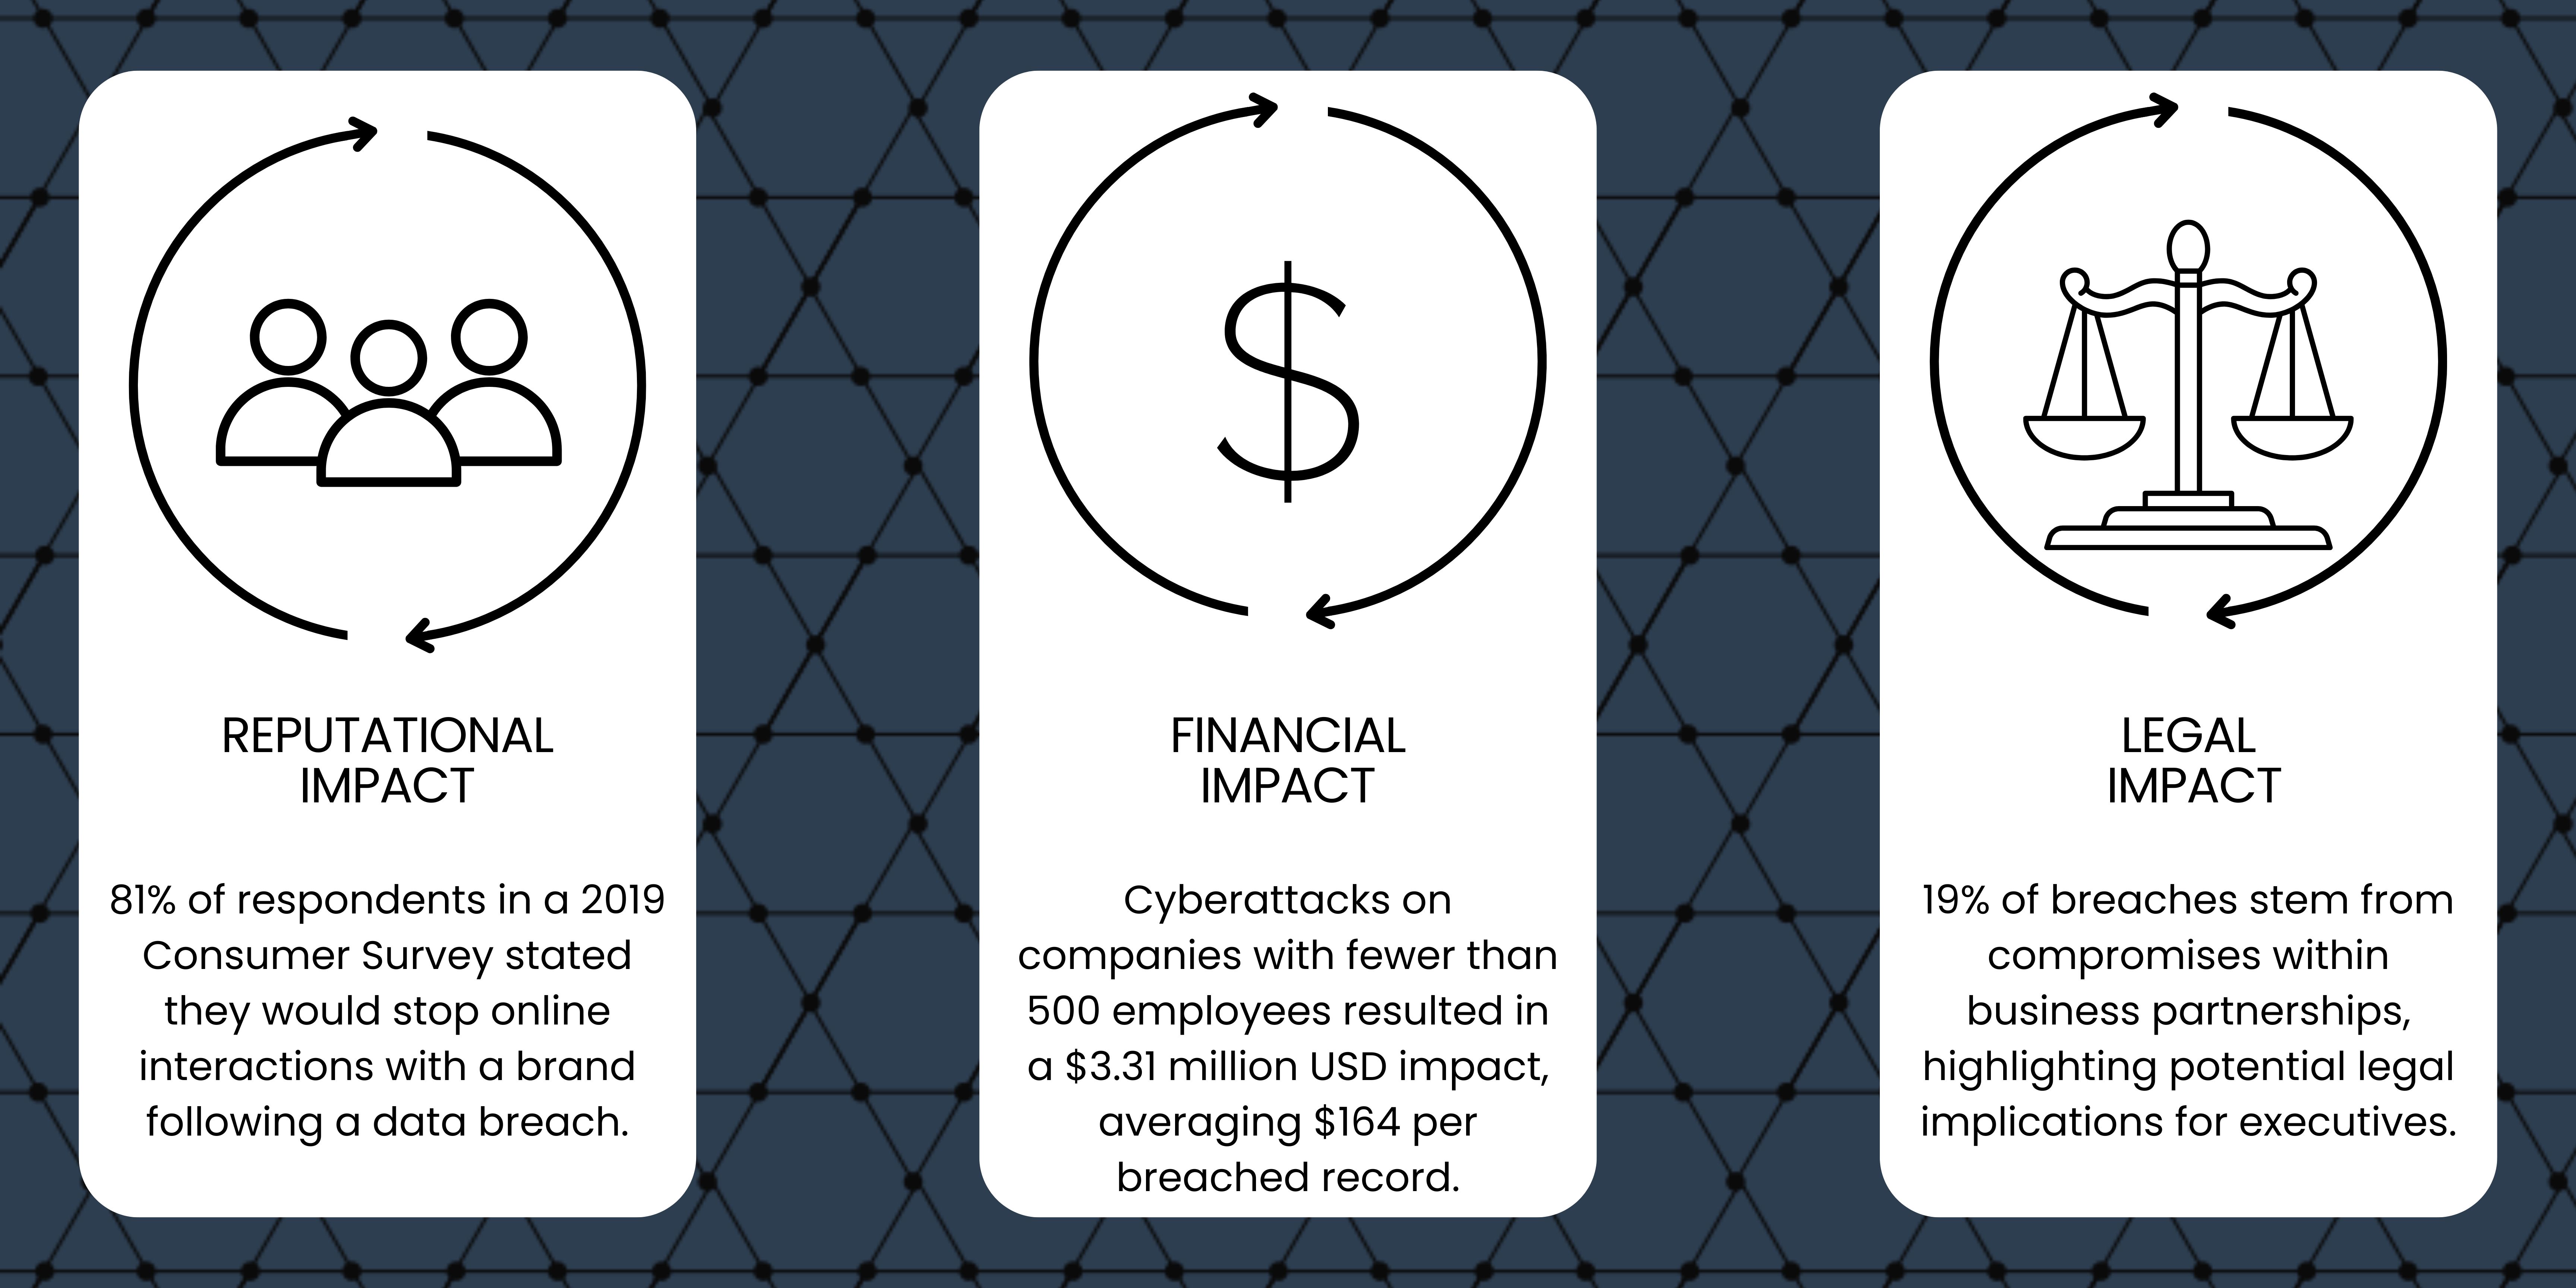 REPUTATIONAL
IMPACT
81% of respondents in a 2019
Consumer Survey stated
they would stop online
interactions with a brand
following a data breach.
$
FINANCIAL
IMPACT
Cyberattacks on
companies with fewer than
500 employees resulted in
a $3.31 million USD impact,
averaging $164 per
breached record.
LEGAL
IMPACT
19% of breaches stem from
compromises within
business partnerships,
highlighting potential legal
implications for executives.